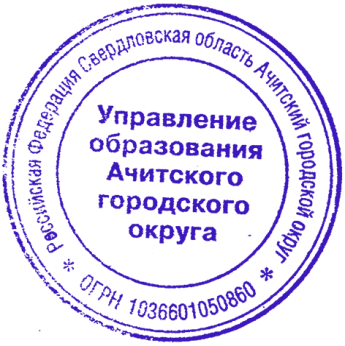 * Российская Федерация Свердловская область Ачитский городской округ *
ОГРН 1036601050860
Управление
образования
Ачитского
городского
округа